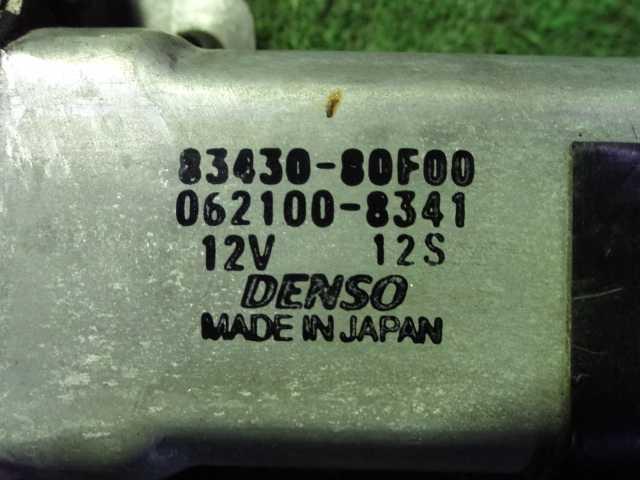 83430-80F00
062100-8341
12V 12S
DENSO
MADE IN JAPAN